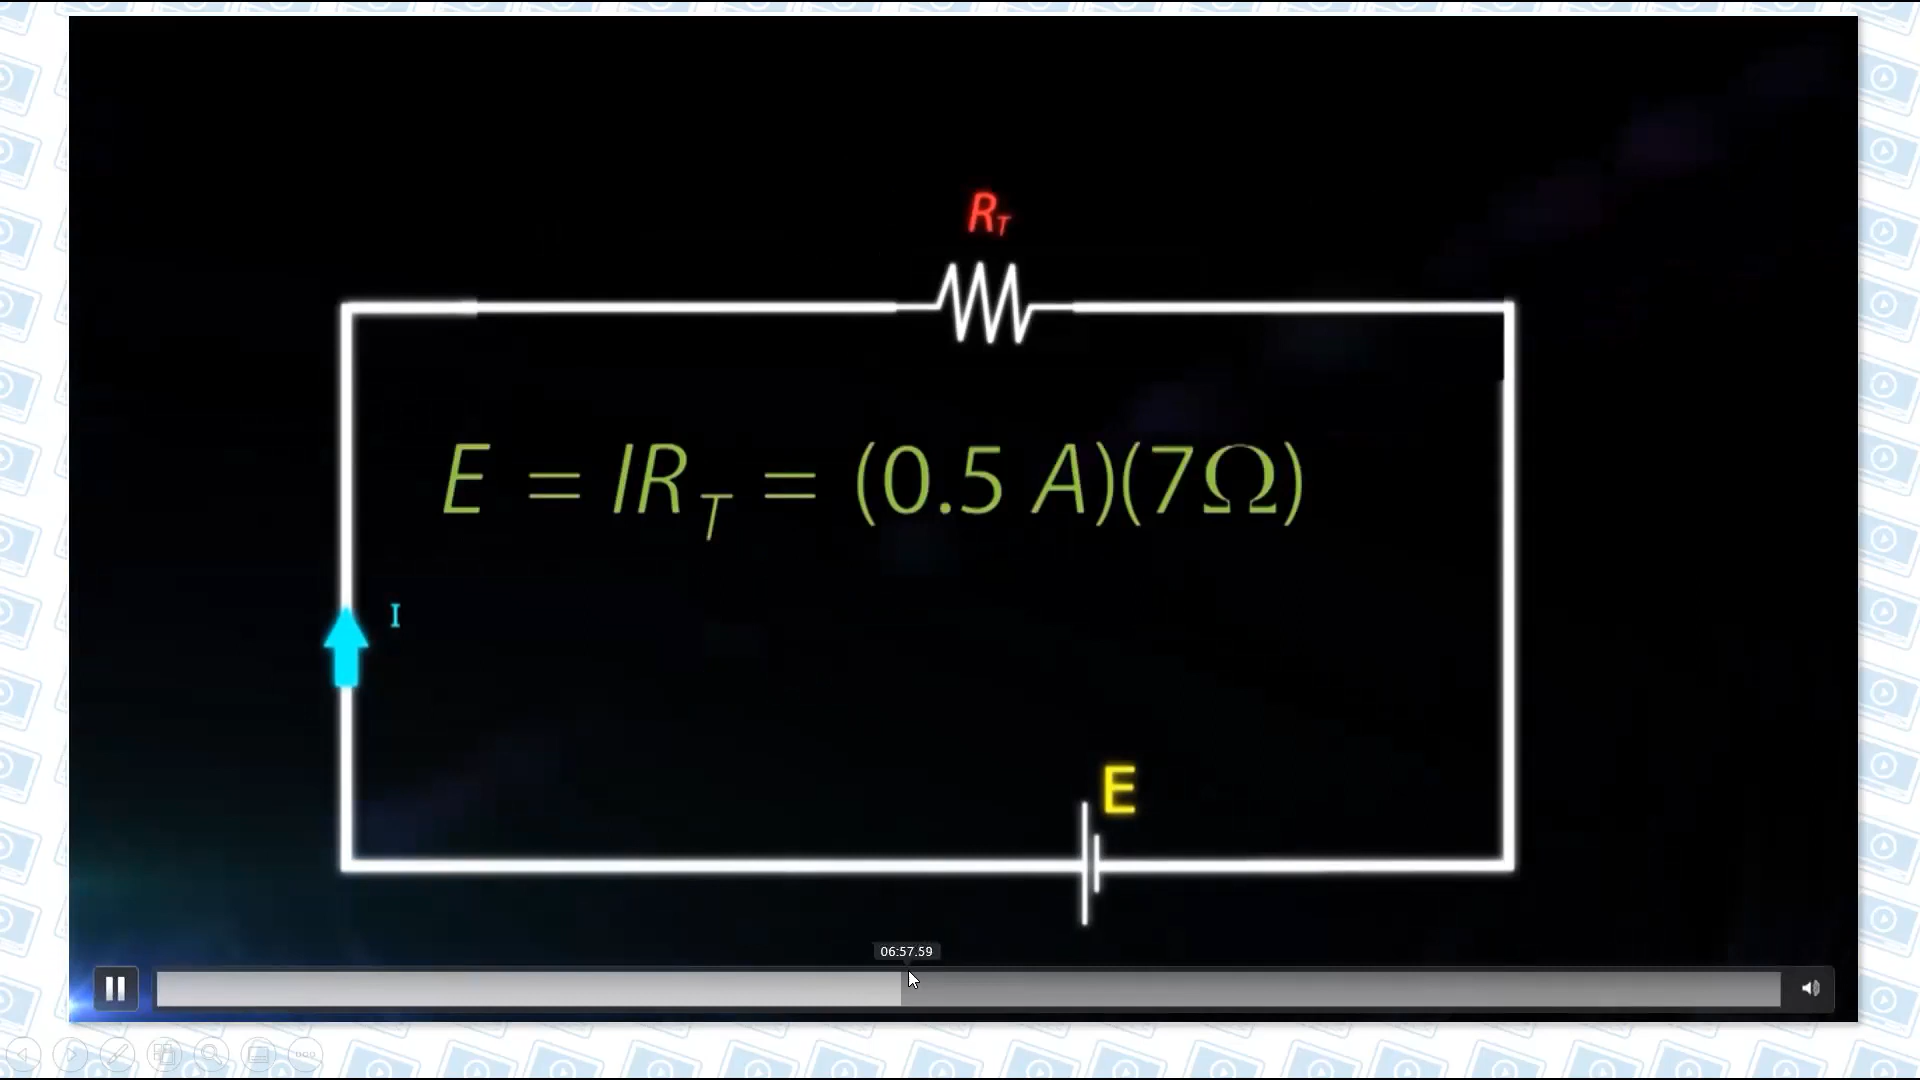 R_T
E = IR_T = (0.5 A)(7Ω)
I
E
06:57.59